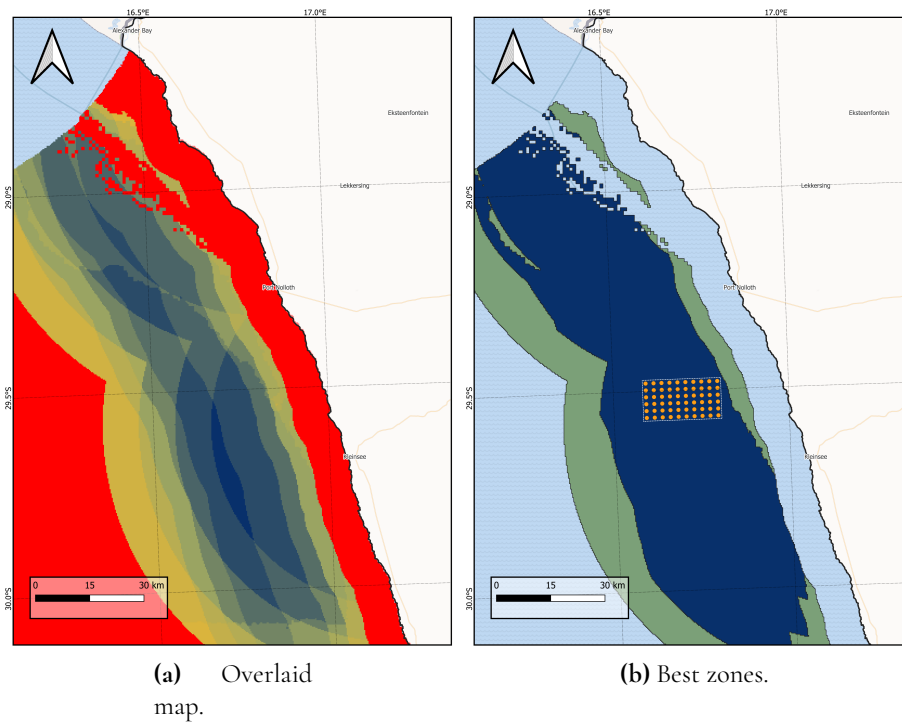 16.5°E
17.0°E
Alexander Bay
Eksteenfontein
Lekkersing
29.0°S
Port Nolloth
29.5°S
Kleinsee
30.0°S
0 15 30 km
16.5°E
17.0°E
Alexander Bay
Eksteenfontein
Lekkersing
29.0°S
Port Nolloth
29.5°S
Kleinsee
30.0°S
0 15 30 km
(a) Overlaid
map.
(b) Best zones.